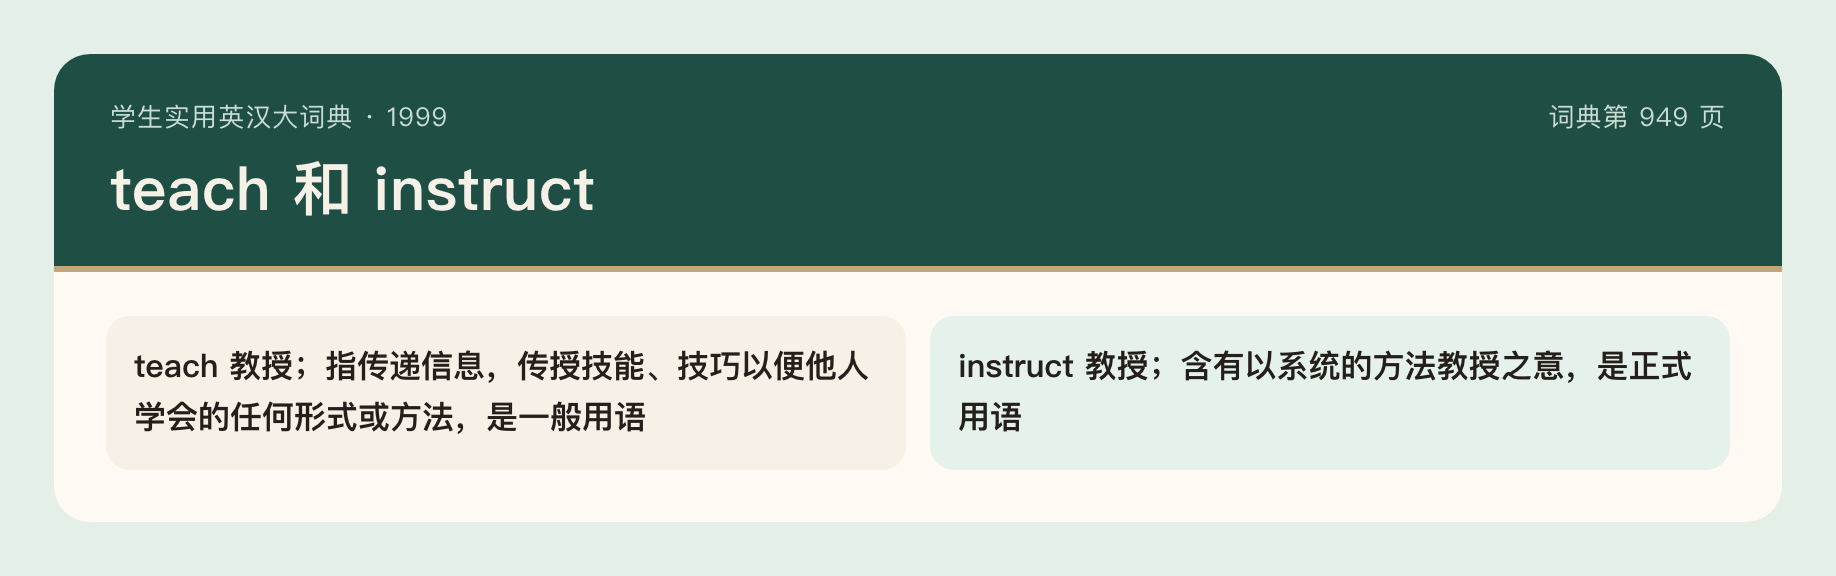 学生实用英汉大词典 · 1999
词典第 949 页
teach 和 instruct
teach 教授；指传递信息，传授技能、技巧以便他人
学会的任何形式或方法，是一般用语
instruct 教授；含有以系统的方法教授之意，是正式
用语